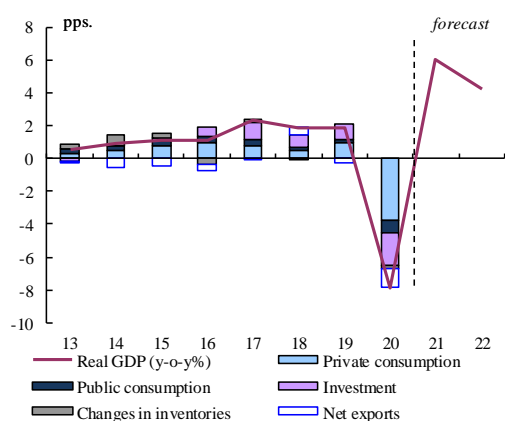 pps.
forecast
8
6
4
2
0
-2
-4
-6
-8
-10
13 14 15 16 17 18 19 20 21 22
Real GDP (y-o-y%) Private consumption
Public consumption Investment
Changes in inventories Net exports